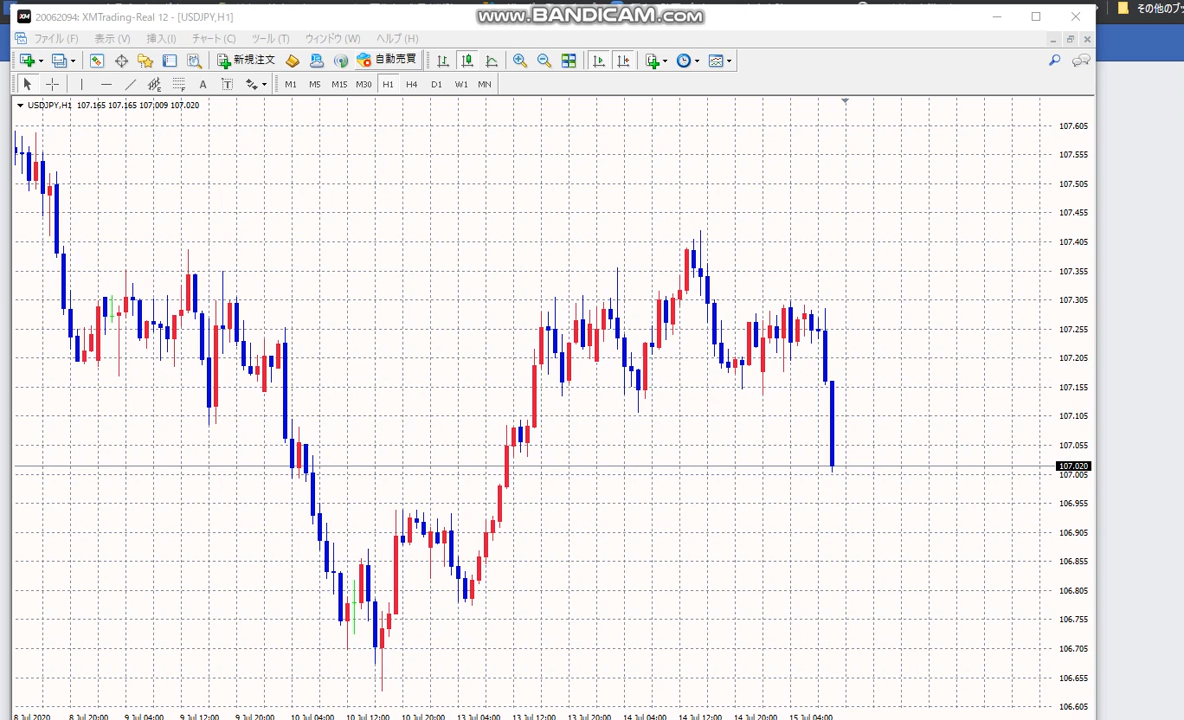 www.BANDICAM.com
その他のブッ
20062094: XMTrading-Real 12 - [USDJPY,H1]
ファイル (F) 表示 (V) 挿入(I) チャート(C) ツール (T) ウィンドウ (W) ヘルプ (H)
新規注文 自動売買
A T M1 M5 M15 M30 H1 H4 D1 W1 MN
USDJPY,H1 107.165 107.165 107.009 107.020
107.605
107.555
107.505
107.455
107.405
107.355
107.305
107.255
107.205
107.155
107.105
107.055
107.020
107.005
106.955
106.905
106.855
106.805
106.755
106.705
106.655
106.605
8 Jul 2020 8 Jul 20:00 9 Jul 04:00 9 Jul 12:00 9 Jul 20:00 10 Jul 04:00 10 Jul 12:00 10 Jul 20:00 13 Jul 04:00 13 Jul 12:00 13 Jul 20:00 14 Jul 04:00 14 Jul 12:00 14 Jul 20:00 15 Jul 04:00